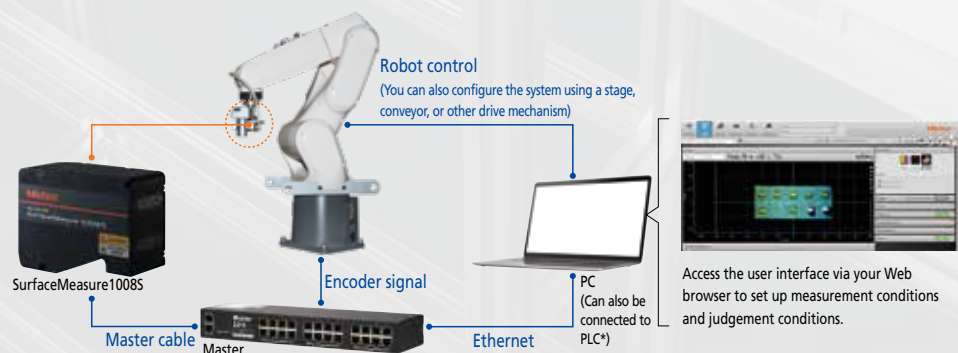 Robot control
(You can also configure the system using a stage,
conveyor, or other drive mechanism)
Mitutoyo
SurfaceMeasure1008S
Encoder signal
Master cable
Master
Ethernet
PC
(Can also be
connected to
PLC*)
Access the user interface via your Web
browser to set up measurement conditions
and judgement conditions.